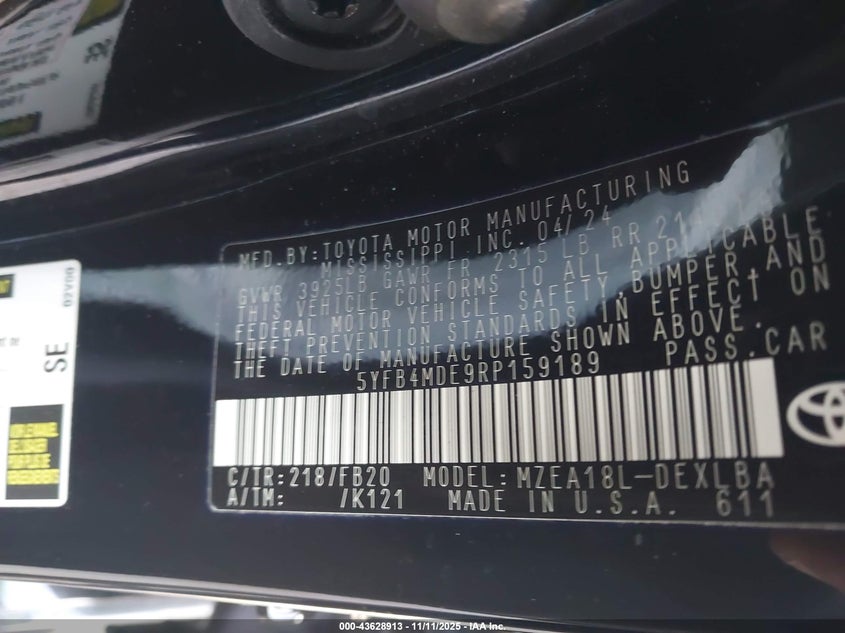 MFD.BY:TOYOTA MOTOR MANUFACTURING
MISSISSIPPI,INC. 04/24
GVWR 3925LB GAWR FR 2315 LB RR
THIS VEHICLE CONFORMS TO ALL APPLICABLE
FEDERAL MOTOR VEHICLE SAFETY,BUMPER,AND
THEFT PREVENTION STANDARDS IN EFFECT ON
THE DATE OF MANUFACTURE SHOWN ABOVE.
5YFB4MDE9RP159189 PASS.CAR
C/TR:218/FB20 MODEL:MZEA18L-DEXLBA
A/TM: /K121 MADE IN U.S.A. 611
02Y00
SE
000-43628913 - 11/11/2025 - IAA Inc.